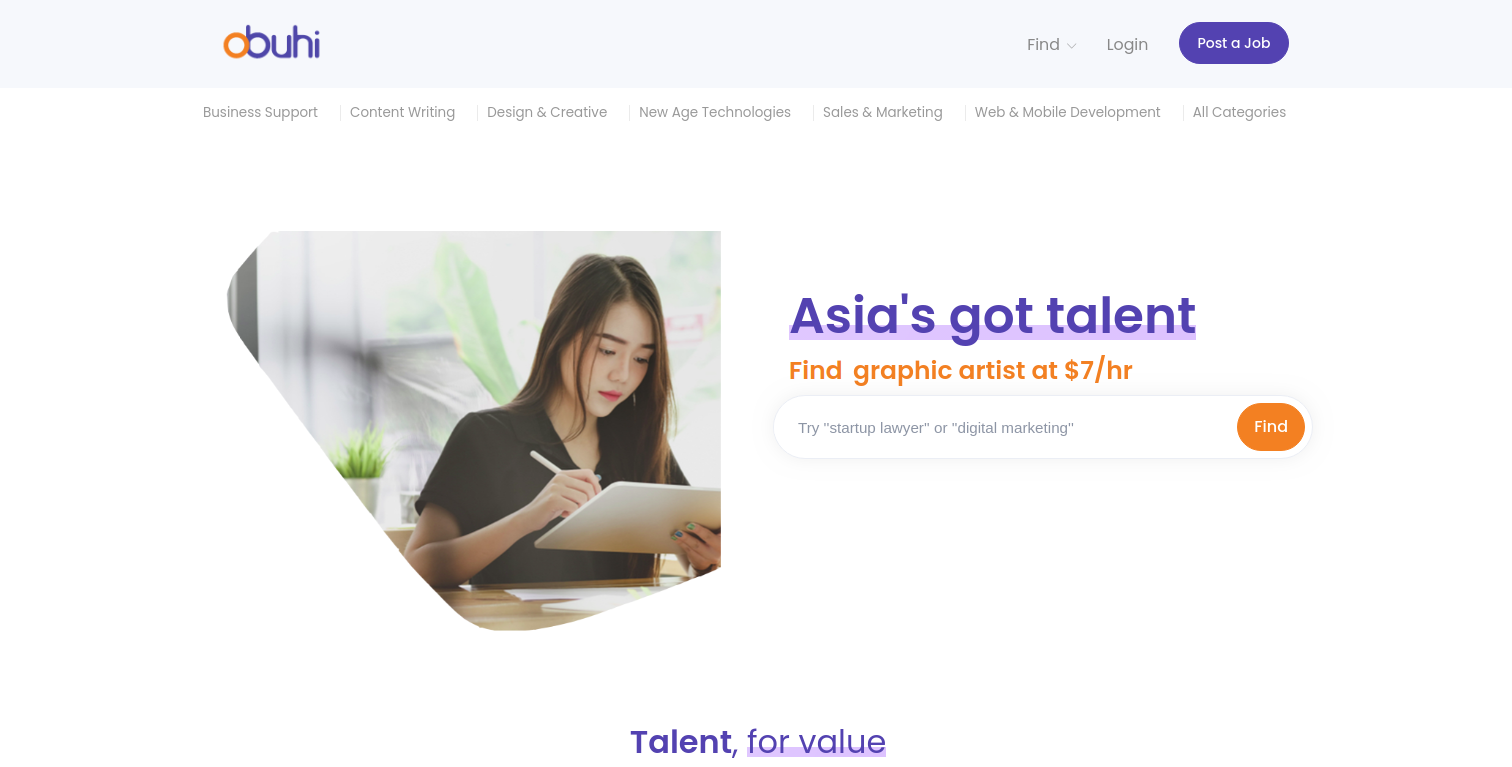 obuhi
Find
Login
Post a Job
Business Support
Content Writing
Design & Creative
New Age Technologies
Sales & Marketing
Web & Mobile Development
All Categories
Asia's got talent
Find graphic artist at $7/hr
Try "startup lawyer" or "digital marketing"
Find
Talent, for value